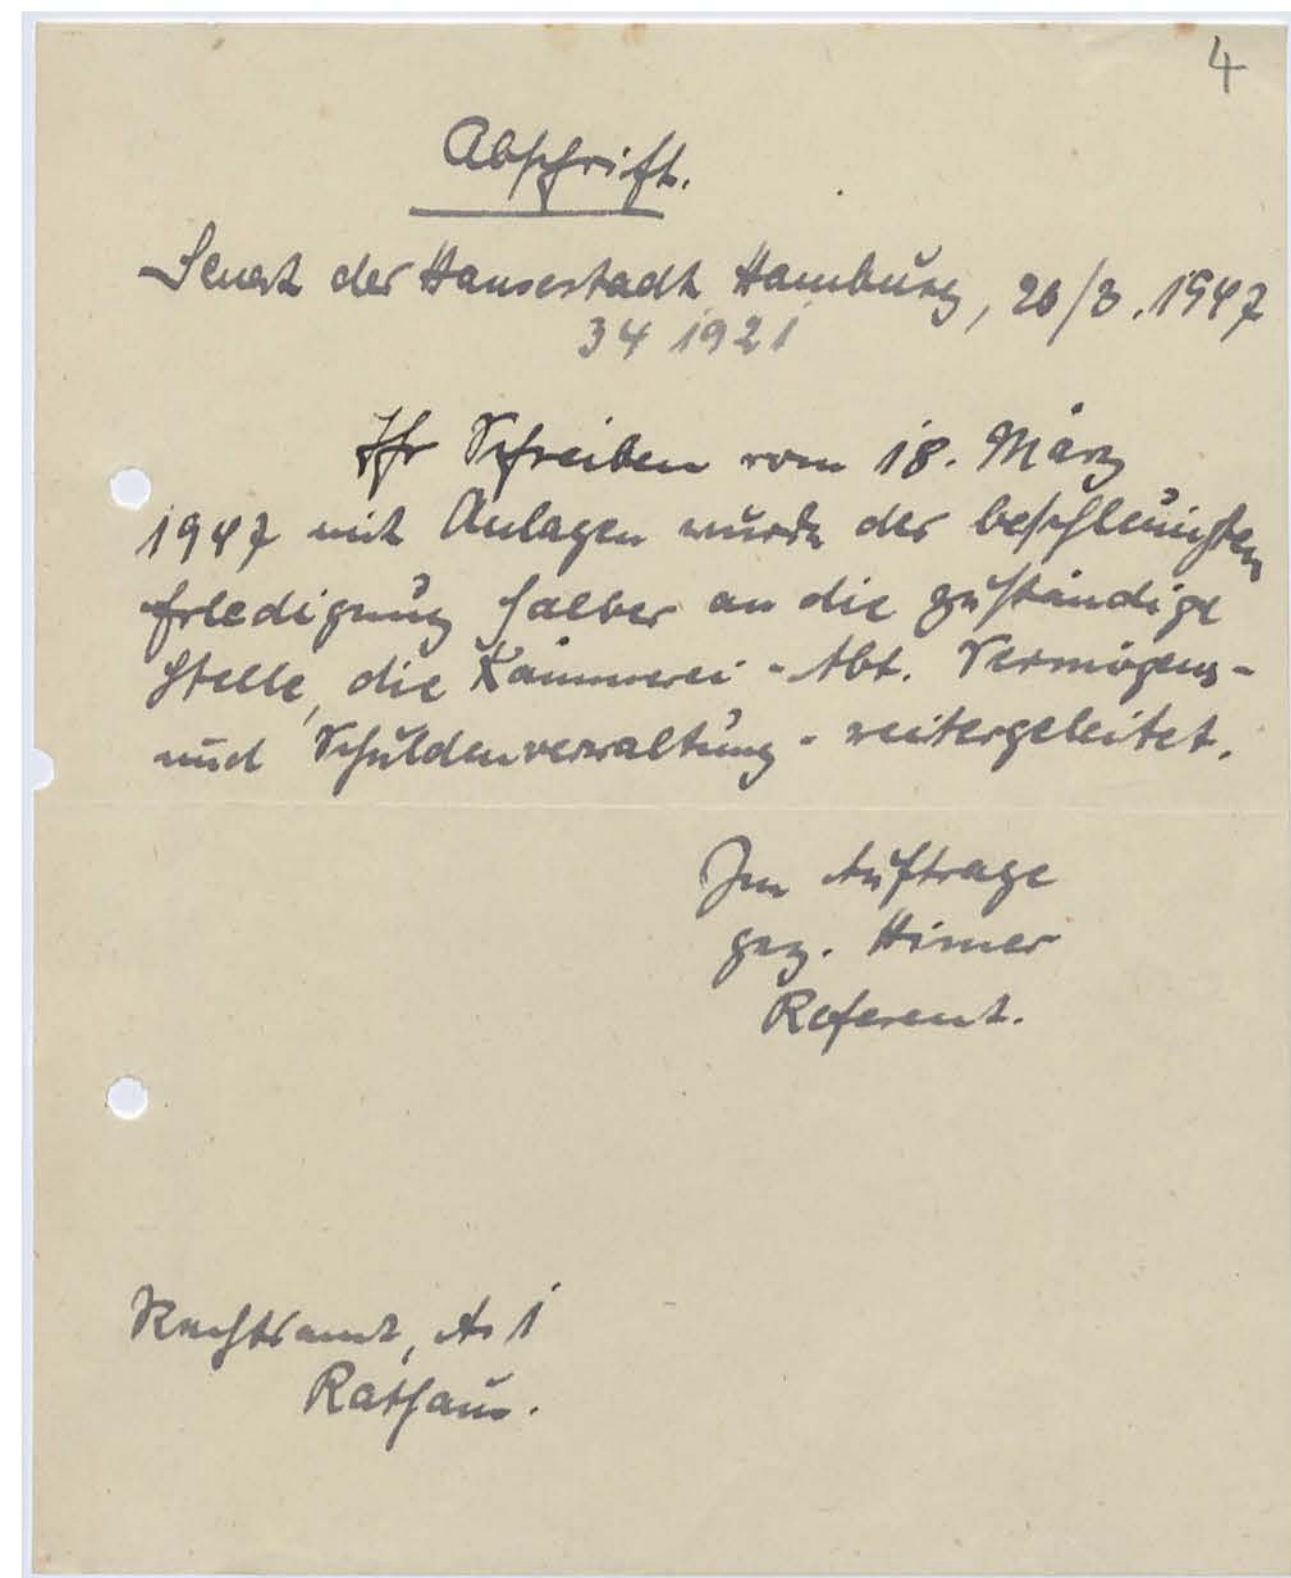 4
Abschrift.
Senat der Hansestadt Hamburg, 26/3. 1947
34 1921
Ihr Schreiben vom 18. März
1947 mit Anlagen wurde der beschleunigten
Erledigung halber an die zuständige
Stelle, die Kämmerei - Abt. Vermögens-
und Schuldenverwaltung - weitergeleitet.
Im Auftrage
gez. Himer
Referent.
Rechtsamt, A 1
Rathaus.